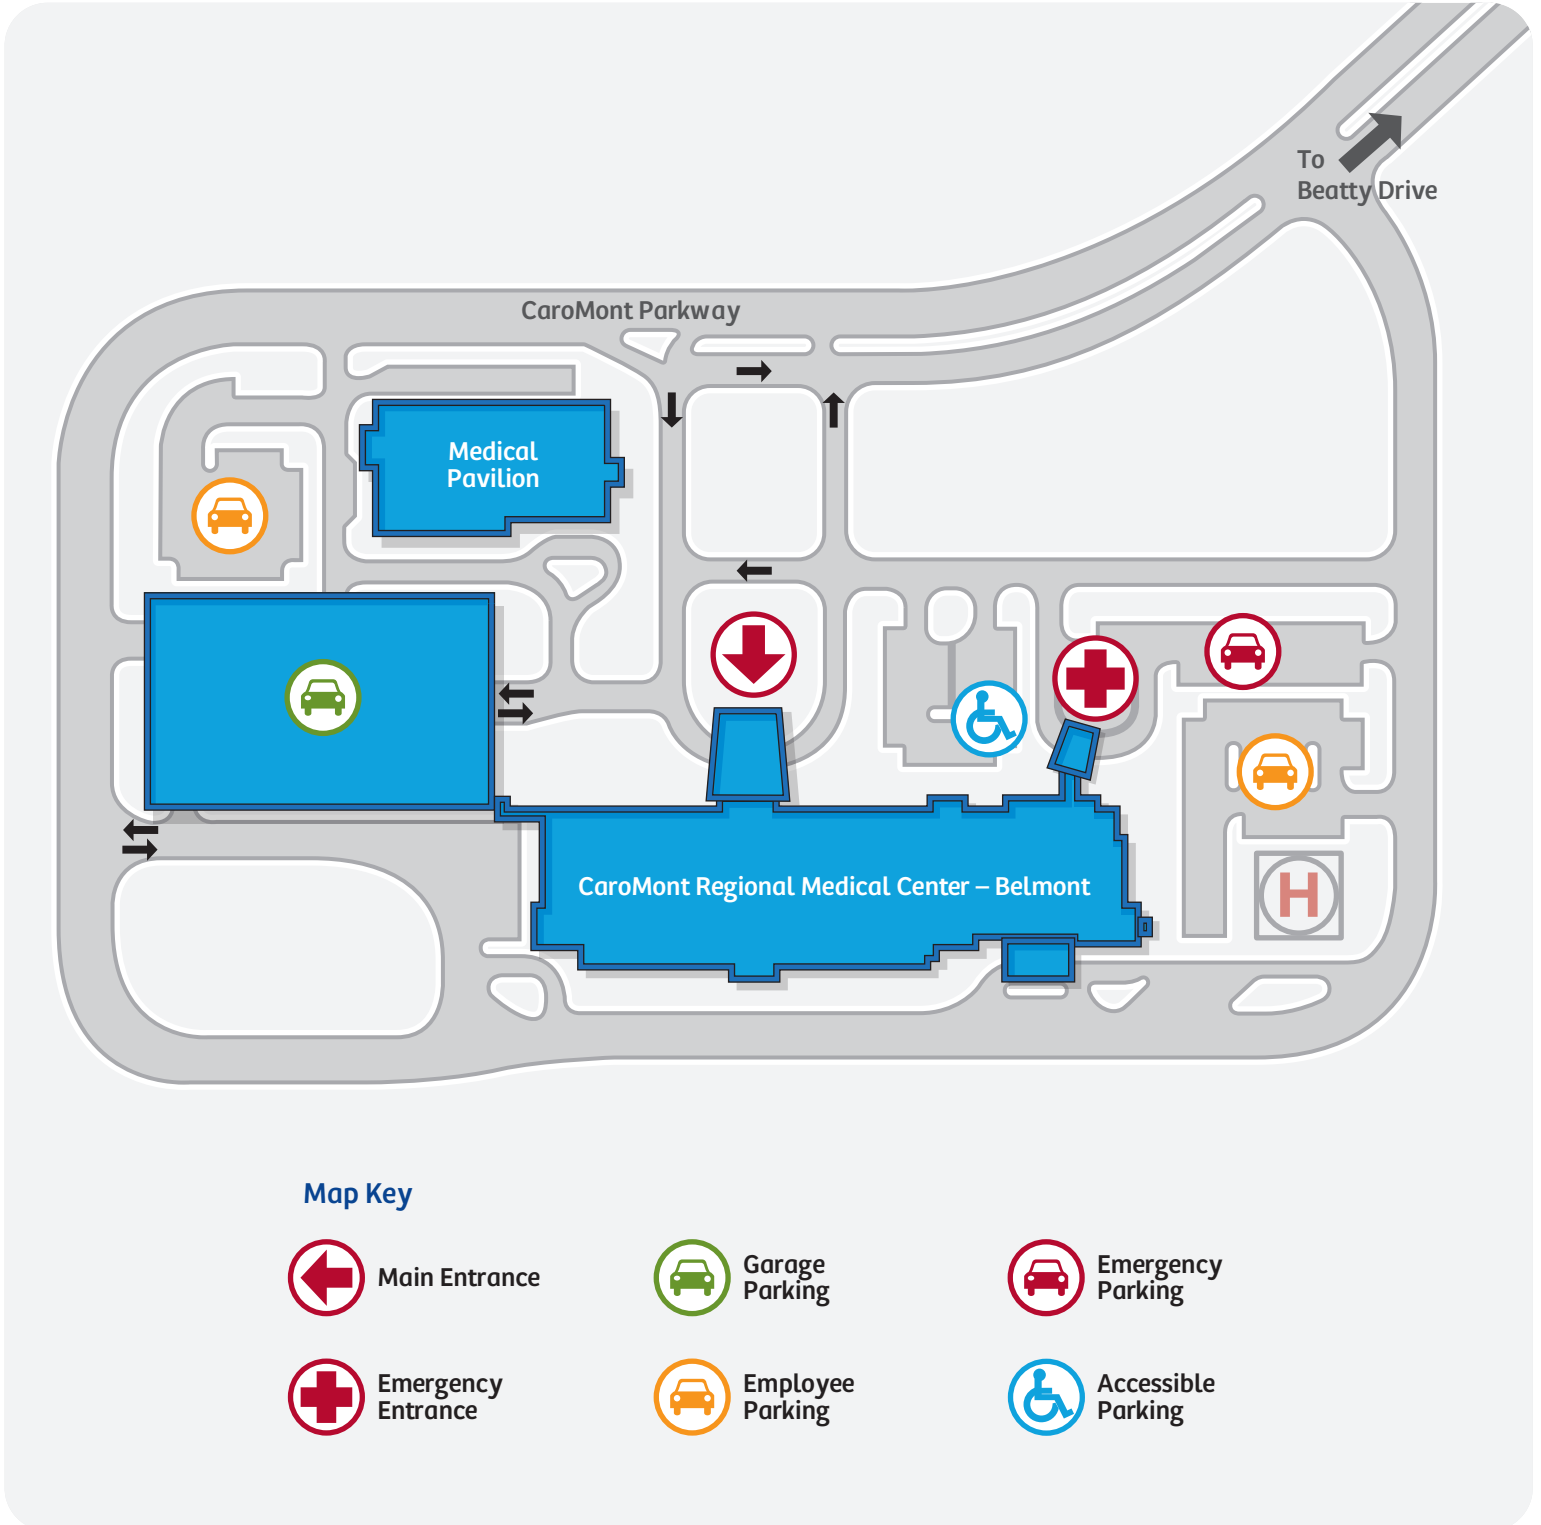 To
Beatty Drive
CaroMont Parkway
Medical
Pavilion
CaroMont Regional Medical Center – Belmont
H
Map Key
Main Entrance
Garage
Parking
Emergency
Parking
Emergency
Entrance
Employee
Parking
Accessible
Parking